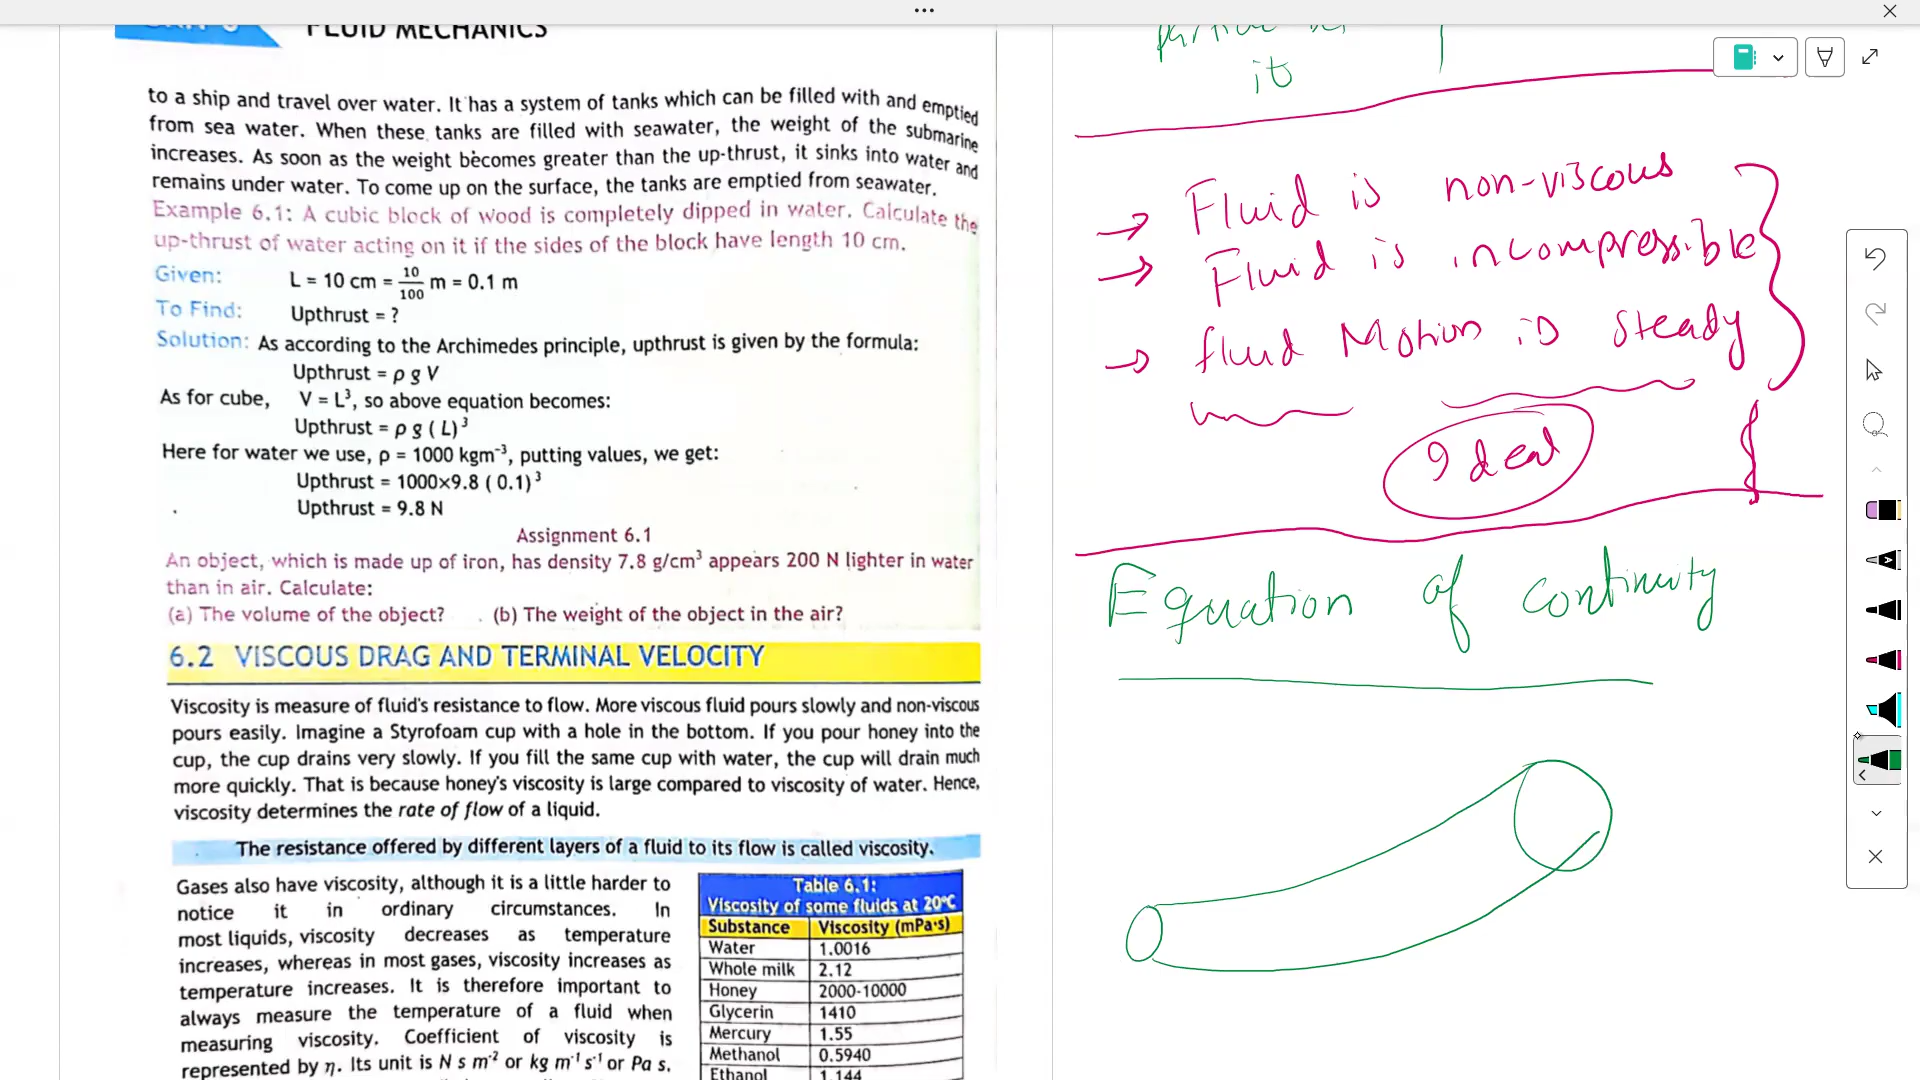 FLUID MECHANICS
to a ship and travel over water. It has a system of tanks which can be filled with and emptied
from sea water. When these tanks are filled with seawater, the weight of the submarine
increases. As soon as the weight becomes greater than the up-thrust, it sinks into water and
remains under water. To come up on the surface, the tanks are emptied from seawater.
Example 6.1: A cubic block of wood is completely dipped in water. Calculate the
up-thrust of water acting on it if the sides of the block have length 10 cm.
Given: L = 10 cm = 10/100 m = 0.1 m
To Find: Upthrust = ?
Solution: As according to the Archimedes principle, upthrust is given by the formula:
Upthrust = ρ g V
As for cube, V = L³, so above equation becomes:
Upthrust = ρ g ( L)³
Here for water we use, ρ = 1000 kgm⁻³, putting values, we get:
Upthrust = 1000×9.8 ( 0.1)³
Upthrust = 9.8 N
Assignment 6.1
An object, which is made up of iron, has density 7.8 g/cm³ appears 200 N lighter in water
than in air. Calculate:
(a) The volume of the object? (b) The weight of the object in the air?
6.2 VISCOUS DRAG AND TERMINAL VELOCITY
Viscosity is measure of fluid's resistance to flow. More viscous fluid pours slowly and non-viscous
pours easily. Imagine a Styrofoam cup with a hole in the bottom. If you pour honey into the
cup, the cup drains very slowly. If you fill the same cup with water, the cup will drain much
more quickly. That is because honey's viscosity is large compared to viscosity of water. Hence,
viscosity determines the rate of flow of a liquid.
The resistance offered by different layers of a fluid to its flow is called viscosity.
Gases also have viscosity, although it is a little harder to
notice it in ordinary circumstances. In
most liquids, viscosity decreases as temperature
increases, whereas in most gases, viscosity increases as
temperature increases. It is therefore important to
always measure the temperature of a fluid when
measuring viscosity. Coefficient of viscosity is
represented by η. Its unit is N s m⁻² or kg m⁻¹ s⁻¹ or Pa s.
Table 6.1:
Viscosity of some fluids at 20°C
Substance Viscosity (mPa·s)
Water 1.0016
Whole milk 2.12
Honey 2000-10000
Glycerin 1410
Mercury 1.55
Methanol 0.5940
Ethanol 1.144
it
→ Fluid is non-viscous
→ Fluid is incompressible
→ fluid Motion is steady
Ideal
Equation of continuity